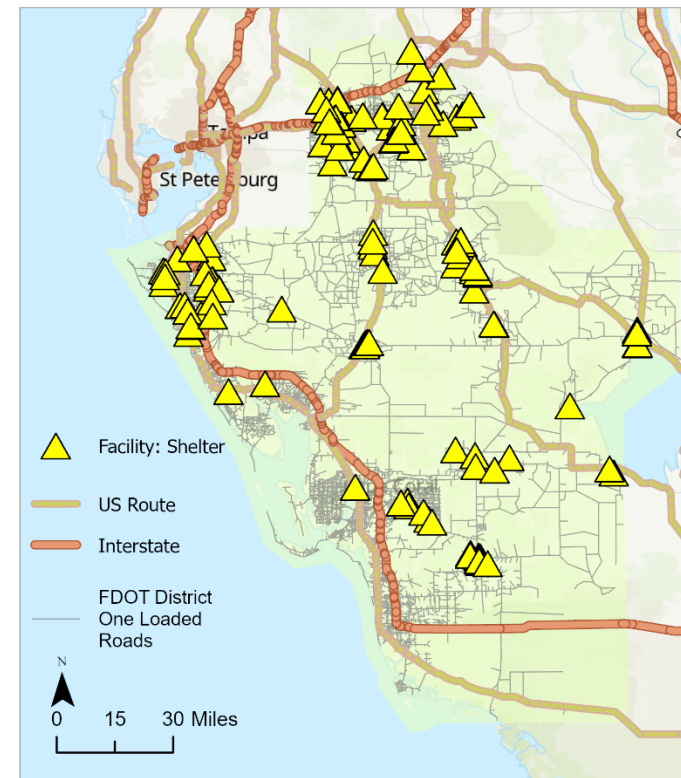 Tampa
St Petersburg
Facility: Shelter
US Route
Interstate
FDOT District
One Loaded
Roads
N
0 15 30 Miles